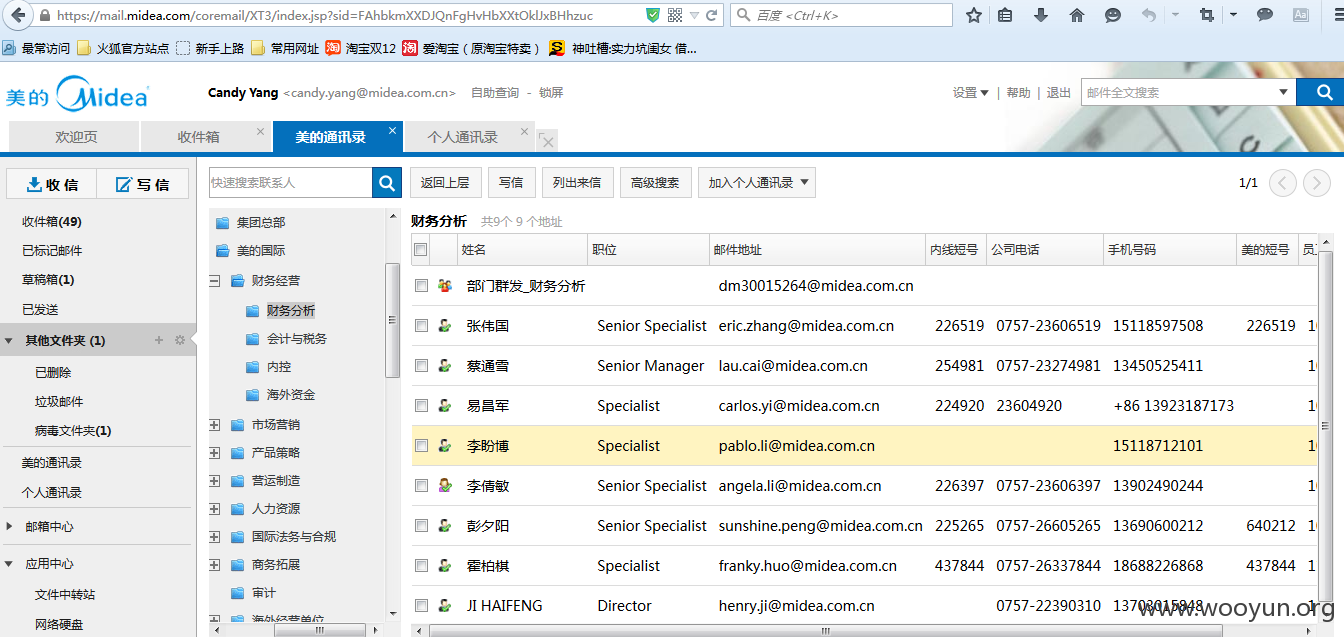 https://mail.midea.com/coremail/XT3/index.jsp?sid=FAhbkmXXDJQnFgHvHbXXtOklJxBHhzuc 百度 <Ctrl+K>
最常访问 火狐官方站点 新手上路 常用网址 淘宝双12 爱淘宝（原淘宝特卖） 神吐槽:实力坑闺女 借...
美的 Midea Candy Yang <candy.yang@midea.com.cn> 自助查询 - 锁屏 设置 | 帮助 | 退出 邮件全文搜索
欢迎页 收件箱 美的通讯录 个人通讯录
收信 写信 快速搜索联系人 返回上层 写信 列出来信 高级搜索 加入个人通讯录 1/1
收件箱(49)
已标记邮件
草稿箱(1)
已发送
其他文件夹 (1)
已删除
垃圾邮件
病毒文件夹(1)
美的通讯录
个人通讯录
邮箱中心
应用中心
文件中转站
网络硬盘
集团总部
美的国际
财务经营
财务分析
会计与税务
内控
海外资金
市场营销
产品策略
营运制造
人力资源
国际法务与合规
商务拓展
审计
海外经营单位
财务分析 共9个 9 个地址
姓名 职位 邮件地址 内线短号 公司电话 手机号码 美的短号 员
部门群发_财务分析 dm30015264@midea.com.cn
张伟国 Senior Specialist eric.zhang@midea.com.cn 226519 0757-23606519 15118597508 226519 1
蔡通雪 Senior Manager lau.cai@midea.com.cn 254981 0757-23274981 13450525411 1
易昌军 Specialist carlos.yi@midea.com.cn 224920 23604920 +86 13923187173 1
李盼博 Specialist pablo.li@midea.com.cn 15118712101 1
李倩敏 Senior Specialist angela.li@midea.com.cn 226397 0757-23606397 13902490244 1
彭夕阳 Senior Specialist sunshine.peng@midea.com.cn 225265 0757-26605265 13690600212 640212 1
霍柏棋 Specialist franky.huo@midea.com.cn 437844 0757-26337844 18688226868 437844 1
JI HAIFENG Director henry.ji@midea.com.cn 0757-22390310 13703015848
www.wooyun.org